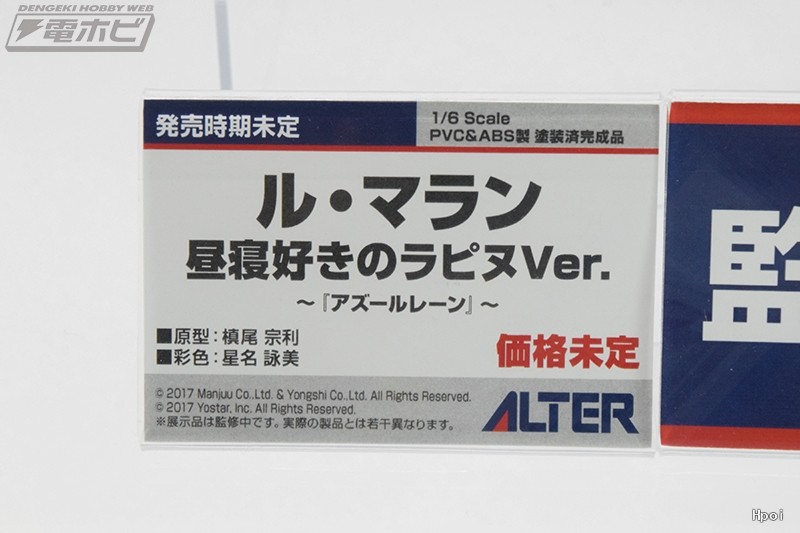 DENGEKI HOBBY WEB
電ホビ
発売時期未定
1/6 Scale
PVC&ABS製 塗装済完成品
ル・マラン
昼寝好きのラピヌVer.
～『アズールレーン』～
■原型：槙尾 宗利
■彩色：星名 詠美
価格未定
© 2017 Manjuu Co.,Ltd. & Yongshi Co.,Ltd. All Rights Reserved.
© 2017 Yostar, Inc. All Rights Reserved.
※展示品は監修中です。実際の製品とは若干異なります。
ALTER
監
Hpoi